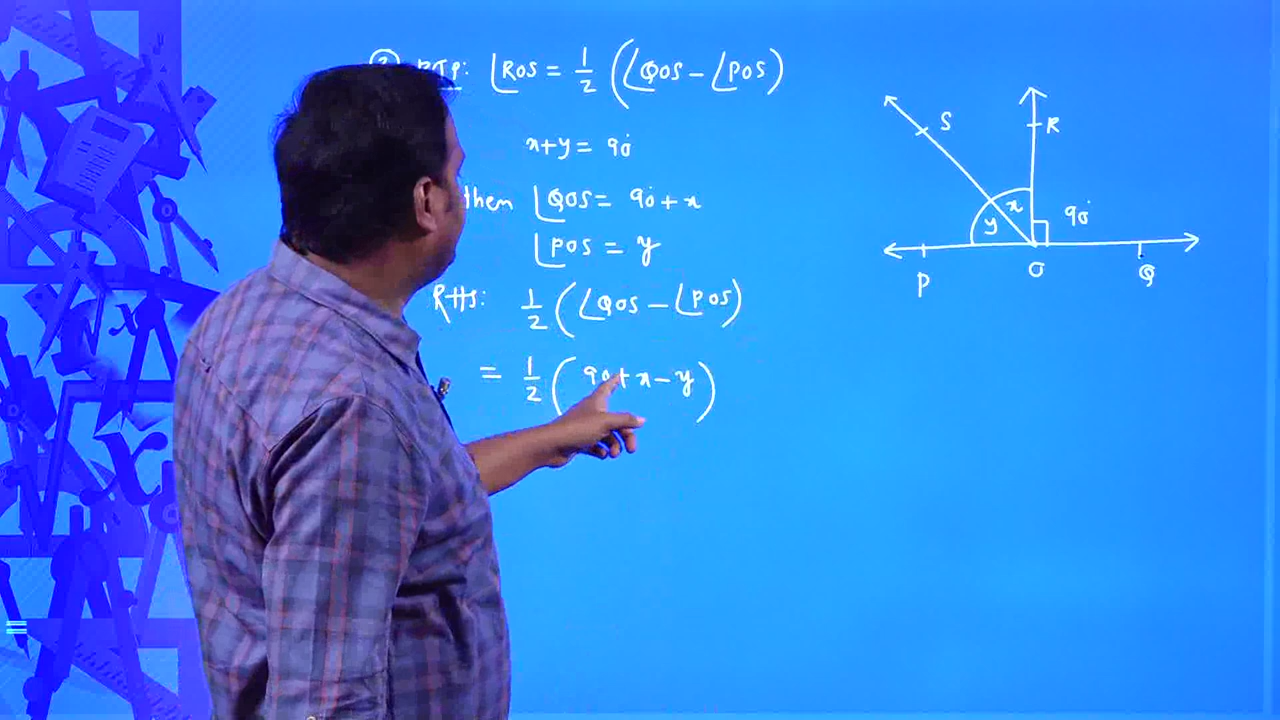 ∠ROS = 1/2 (∠QOS − ∠POS)
x+y = 90°
then ∠QOS = 90° + x
∠POS = y
RHS: 1/2 (∠QOS − ∠POS)
= 1/2 (90+x−y)
S
R
x
y
90°
P
O
Q